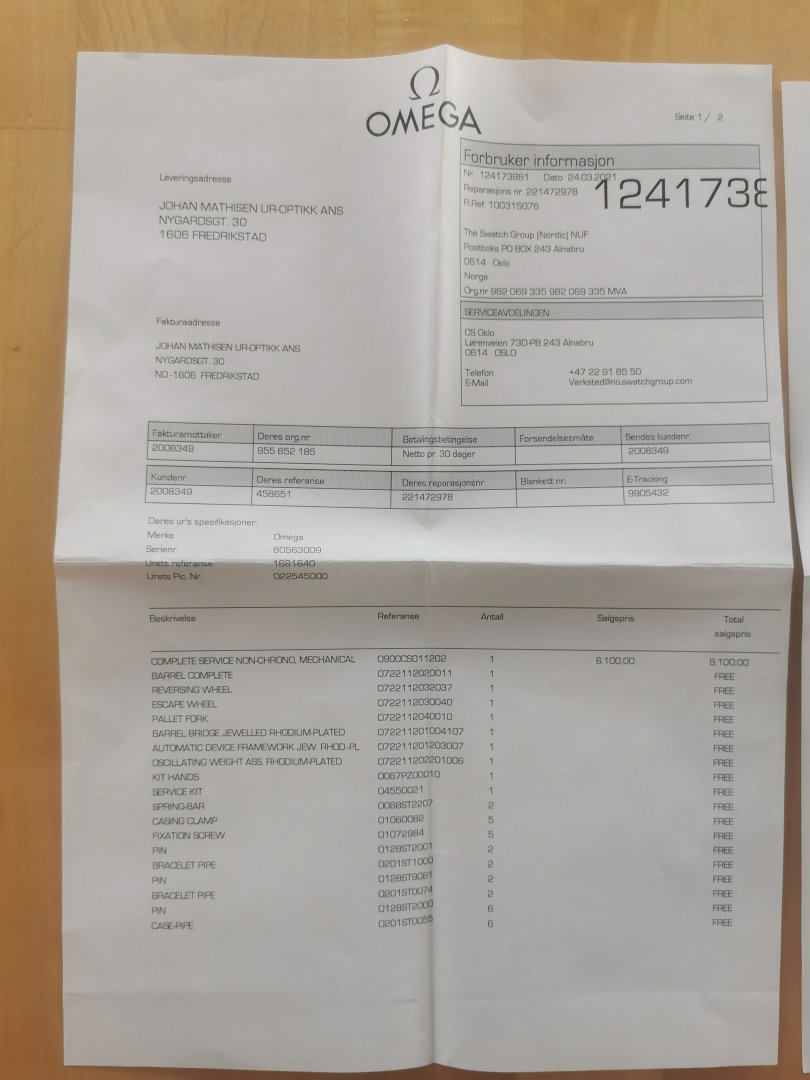 Ω
OMEGA
Seite 1 / 2
Leveringsadresse
JOHAN MATHISEN UR-OPTIKK ANS
NYGARDSGT. 30
1606 FREDRIKSTAD
Forbruker informasjon
Nr. 124173861 Dato 24.03.2021
Reparasjons nr. 221472978
R.Ref. 100315076
1241738
The Swatch Group (Nordic) NUF
Postboks PO BOX 243 Alnabru
0614 Oslo
Norge
Org.nr 982 069 335 982 069 335 MVA
Fakturaadresse
JOHAN MATHISEN UR-OPTIKK ANS
NYGARDSGT. 30
NO-1606 FREDRIKSTAD
SERVICEAVDELINGEN
CS Oslo
Lørenveien 73D-PB 243 Alnabru
0614 OSLO
Telefon +47 22 91 85 50
E-Mail Verksted@no.swatchgroup.com
Fakturamottaker Deres org.nr Betalingsbetingelse Forsendelsesmåte Sendes kundenr.
2008349 955 652 185 Netto pr. 30 dager 2008349
Kundenr. Deres referanse Deres reparasjonsnr. Blankett nr. E-Tracking
2008349 458651 221472978 9905432
Deres ur's spesifikasjoner:
Merke Omega
Serienr. 80563009
Urets referanse 1681640
Urets Pic. Nr. 022545000
Beskrivelse Referanse Antall Salgspris Total
salgspris
COMPLETE SERVICE NON-CHRONO, MECHANICAL 0900CS011202 1 6.100,00 6.100,00
BARREL COMPLETE 0722112020011 1 FREE
REVERSING WHEEL 0722112032037 1 FREE
ESCAPE WHEEL 0722112030040 1 FREE
PALLET FORK 0722112040010 1 FREE
BARREL BRIDGE JEWELLED RHODIUM-PLATED 072211201004107 1 FREE
AUTOMATIC DEVICE FRAMEWORK JEW. RHOD.-PL 072211201203007 1 FREE
OSCILLATING WEIGHT ASS. RHODIUM-PLATED 072211202201006 1 FREE
KIT HANDS 0067PZ00010 1 FREE
SERVICE KIT 04550021 1 FREE
SPRING-BAR 0068ST2207 2 FREE
CASING CLAMP 01060082 5 FREE
FIXATION SCREW 01072984 5 FREE
PIN 0128ST2001 2 FREE
BRACELET PIPE 0201ST1000 2 FREE
PIN 0128ST9081 2 FREE
BRACELET PIPE 0201ST0074 2 FREE
PIN 0128ST2000 6 FREE
CASE-PIPE 0201ST0055 6 FREE